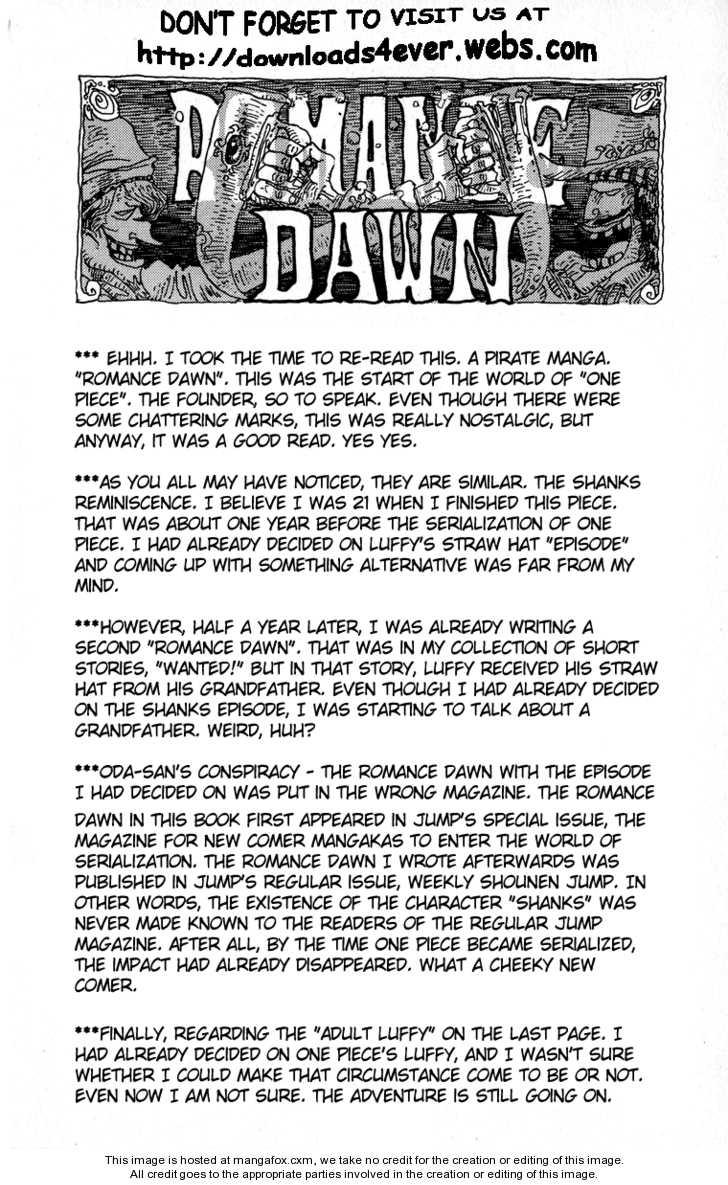 DON'T FORGET TO VISIT US AT
http://downloads4ever.webs.com
ROMANCE
DAWN
*** EHHH. I TOOK THE TIME TO RE-READ THIS. A PIRATE MANGA.
"ROMANCE DAWN". THIS WAS THE START OF THE WORLD OF "ONE
PIECE". THE FOUNDER, SO TO SPEAK. EVEN THOUGH THERE WERE
SOME CHATTERING MARKS, THIS WAS REALLY NOSTALGIC, BUT
ANYWAY, IT WAS A GOOD READ. YES YES.
***AS YOU ALL MAY HAVE NOTICED, THEY ARE SIMILAR. THE SHANKS
REMINISCENCE. I BELIEVE I WAS 21 WHEN I FINISHED THIS PIECE.
THAT WAS ABOUT ONE YEAR BEFORE THE SERIALIZATION OF ONE
PIECE. I HAD ALREADY DECIDED ON LUFFY'S STRAW HAT "EPISODE"
AND COMING UP WITH SOMETHING ALTERNATIVE WAS FAR FROM MY
MIND.
***HOWEVER, HALF A YEAR LATER, I WAS ALREADY WRITING A
SECOND "ROMANCE DAWN". THAT WAS IN MY COLLECTION OF SHORT
STORIES, "WANTED!" BUT IN THAT STORY, LUFFY RECEIVED HIS STRAW
HAT FROM HIS GRANDFATHER. EVEN THOUGH I HAD ALREADY DECIDED
ON THE SHANKS EPISODE, I WAS STARTING TO TALK ABOUT A
GRANDFATHER. WEIRD, HUH?
***ODA-SAN'S CONSPIRACY - THE ROMANCE DAWN WITH THE EPISODE
I HAD DECIDED ON WAS PUT IN THE WRONG MAGAZINE. THE ROMANCE
DAWN IN THIS BOOK FIRST APPEARED IN JUMP'S SPECIAL ISSUE, THE
MAGAZINE FOR NEW COMER MANGAKAS TO ENTER THE WORLD OF
SERIALIZATION. THE ROMANCE DAWN I WROTE AFTERWARDS WAS
PUBLISHED IN JUMP'S REGULAR ISSUE, WEEKLY SHOUNEN JUMP. IN
OTHER WORDS, THE EXISTENCE OF THE CHARACTER "SHANKS" WAS
NEVER MADE KNOWN TO THE READERS OF THE REGULAR JUMP
MAGAZINE. AFTER ALL, BY THE TIME ONE PIECE BECAME SERIALIZED,
THE IMPACT HAD ALREADY DISAPPEARED. WHAT A CHEEKY NEW
COMER.
***FINALLY, REGARDING THE "ADULT LUFFY" ON THE LAST PAGE. I
HAD ALREADY DECIDED ON ONE PIECE'S LUFFY, AND I WASN'T SURE
WHETHER I COULD MAKE THAT CIRCUMSTANCE COME TO BE OR NOT.
EVEN NOW I AM NOT SURE. THE ADVENTURE IS STILL GOING ON.
This image is hosted at mangafox.cxm, we take no credit for the creation or editing of this image.
All credit goes to the appropriate parties involved in the creation or editing of this image.